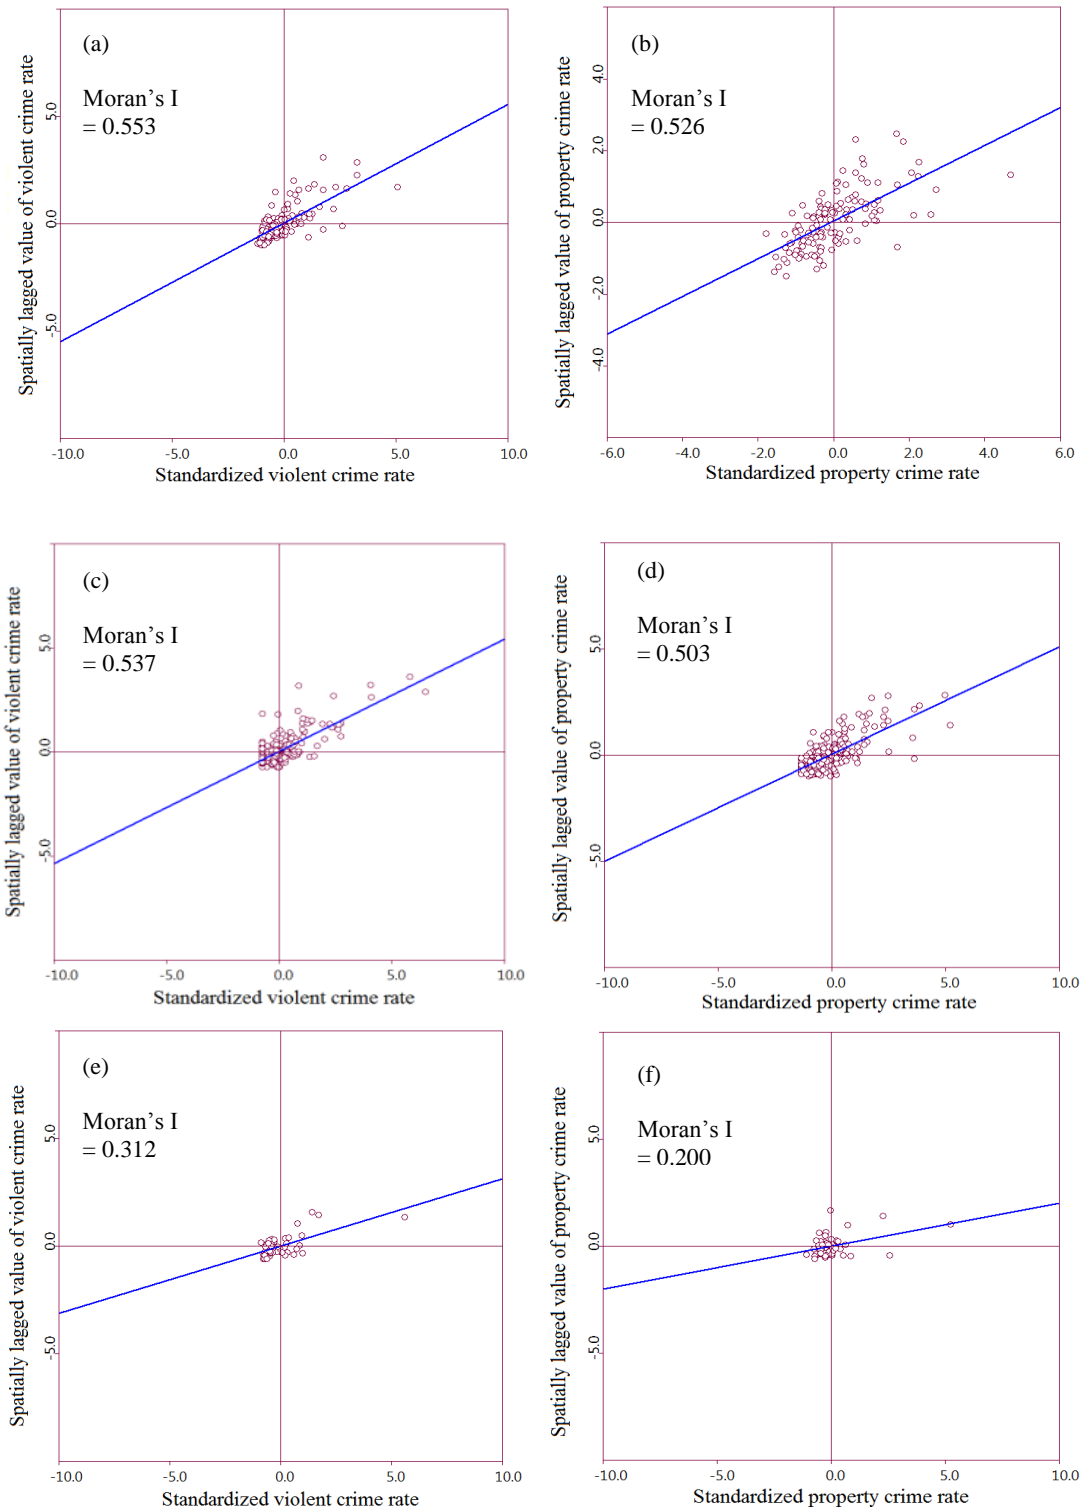 (a)
Moran's I
= 0.553
Spatially lagged value of violent crime rate
5.0
0.0
-5.0
-10.0 -5.0 0.0 5.0 10.0
Standardized violent crime rate
(b)
Moran's I
= 0.526
Spatially lagged value of property crime rate
4.0
2.0
0.0
-2.0
-4.0
-6.0 -4.0 -2.0 0.0 2.0 4.0 6.0
Standardized property crime rate
(c)
Moran's I
= 0.537
Spatially lagged value of violent crime rate
5.0
0.0
-5.0
-10.0 -5.0 0.0 5.0 10.0
Standardized violent crime rate
(d)
Moran's I
= 0.503
Spatially lagged value of property crime rate
5.0
0.0
-5.0
-10.0 -5.0 0.0 5.0 10.0
Standardized property crime rate
(e)
Moran's I
= 0.312
Spatially lagged value of violent crime rate
5.0
0.0
-5.0
-10.0 -5.0 0.0 5.0 10.0
Standardized violent crime rate
(f)
Moran's I
= 0.200
Spatially lagged value of property crime rate
5.0
0.0
-5.0
-10.0 -5.0 0.0 5.0 10.0
Standardized property crime rate